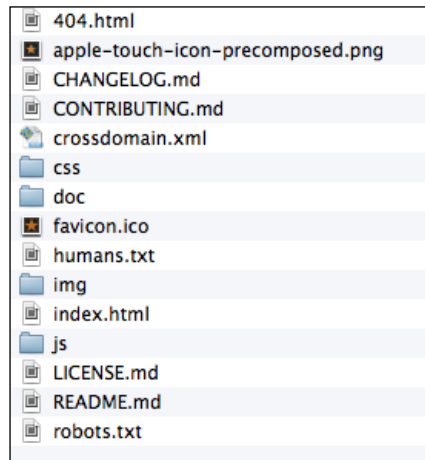 404.html
apple-touch-icon-precomposed.png
CHANGELOG.md
CONTRIBUTING.md
crossdomain.xml
css
doc
favicon.ico
humans.txt
img
index.html
js
LICENSE.md
README.md
robots.txt